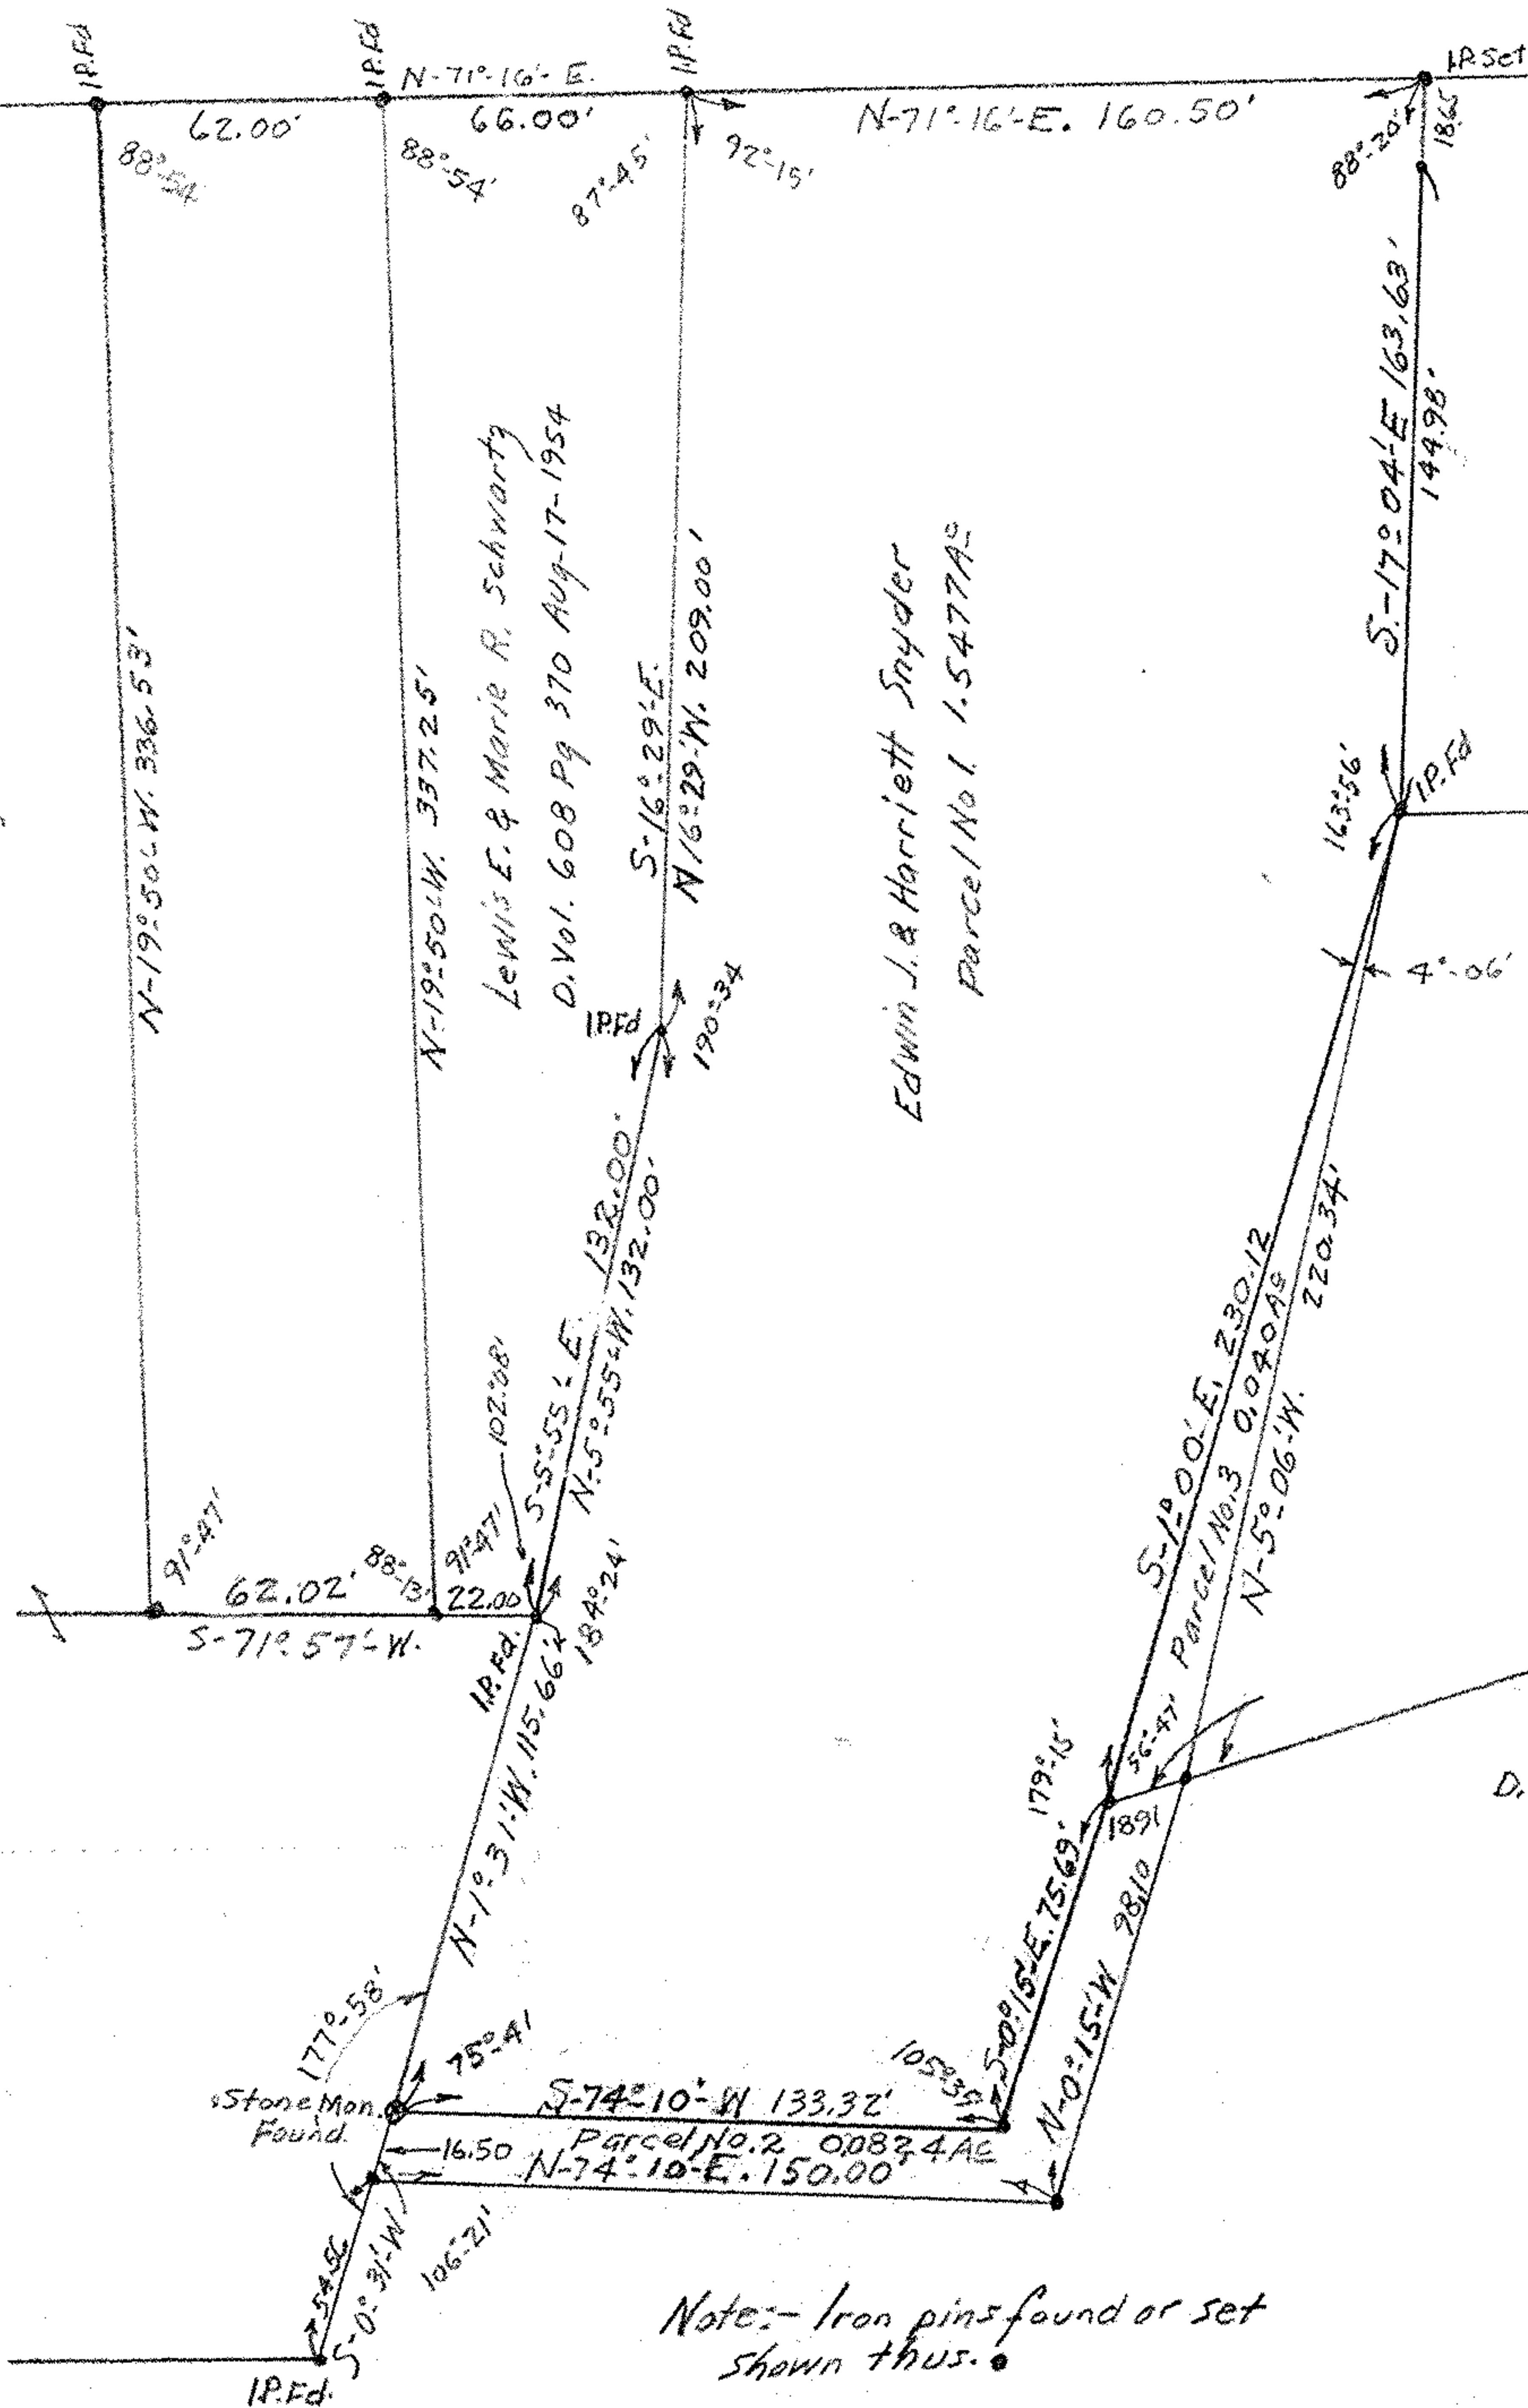 I.P.Fd
I.P.Fd
I.P.Fd
I.P.Set
N-71°-16'-E.
62.00'
66.00'
N-71°-16'-E. 160.50'
88°-54'
88°-54'
87°-45'
92°-15'
88°-20'
18.65
N-19°-50'-W. 336.53'
N-19°-50'-W. 337.25'
Lewis E. & Marie R. Schwartz
D.Vol. 608 Pg 370 Aug-17-1954
S-16°-29'-E.
N16°-29'-W. 209.00'
Edwin J. & Harriett Snyder
Parcel No 1. 1.5477Ac
S-17°-04'-E 163.63'
144.98'
163°-56'
I.P.Fd
4°-06'
I.P.Fd
190°-34
S-5°-55'-E. 132.00'
N-5°-55'-W. 132.00'
102°-08'
S-1°-00'-E. 230.12
Parcel No.3 0.040Ac
N-5°-06'-W. 220.34'
91°-47'
62.02'
88°-13'
91°-47'
22.00
S-71°-57'-W.
I.P.Fd.
184°-24'
N-1°-31'-W. 115.66'
179°-15'
56°-47'
1891
D.
S-0°-15'-E. 75.69'
N-0°-15'-W 98.10
177°-58'
75°-41
105°-35'
Stone Mon.
Found.
S-74°-10'-W 133.32'
Parcel No.2 0.0824 Ac
16.50
N-74°-10'-E. 150.00'
106°-21'
54.56
S-0°-31'-W.
I.P.Fd.
Note:- Iron pins found or set
shown thus.